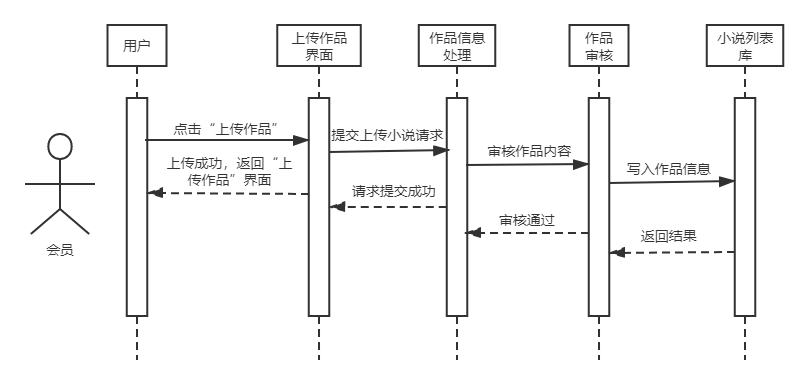 用户
上传作品
界面
作品信息
处理
作品
审核
小说列表
库
点击“上传作品”
提交上传小说请求
审核作品内容
写入作品信息
上传成功，返回“上
传作品”界面
请求提交成功
审核通过
返回结果
会员